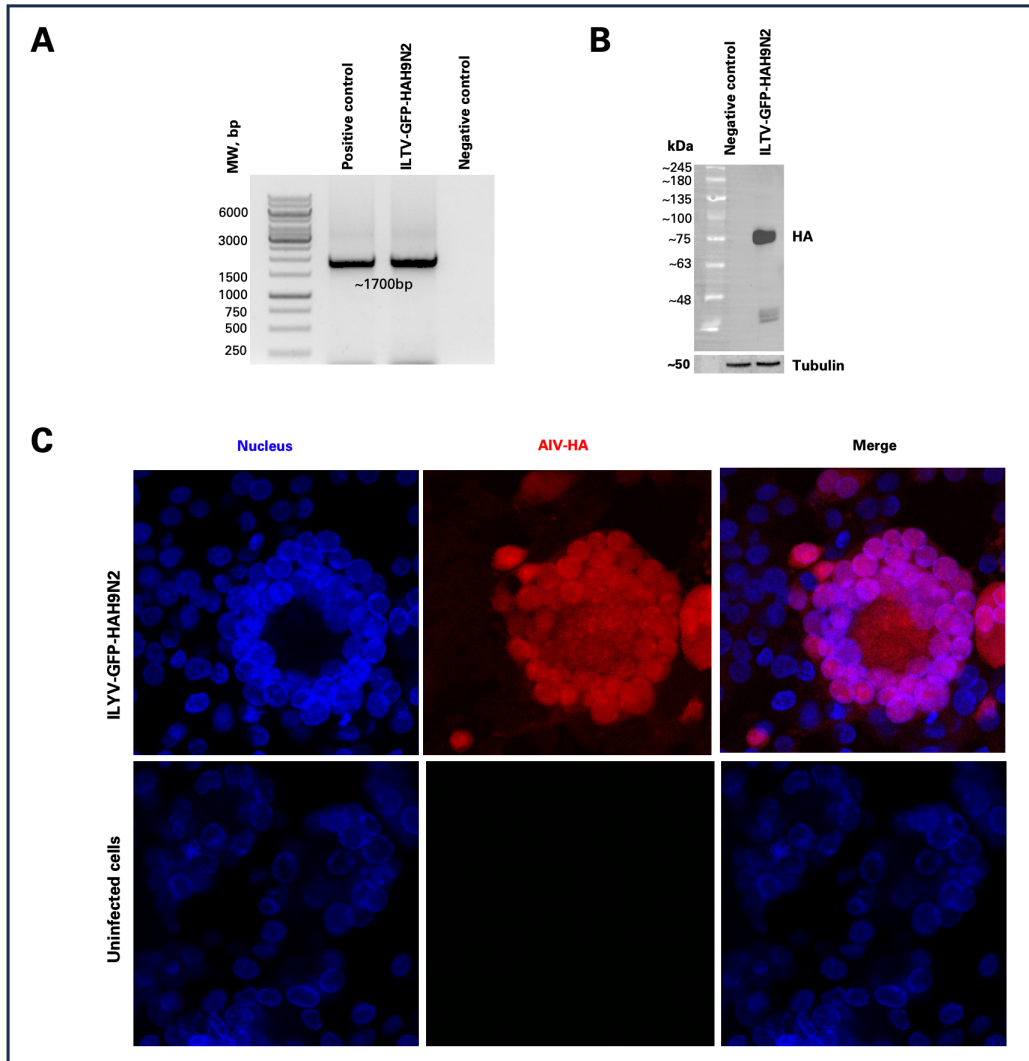 A
MW, bp
Positive control
ILTV-GFP-HAH9N2
Negative control
6000
3000
1500
1000
750
500
250
~1700bp
B
kDa
Negative control
ILTV-GFP-HAH9N2
~245
~180
~135
~100
~75
~63
~48
HA
~50
Tubulin
C
Nucleus
AIV-HA
Merge
ILYV-GFP-HAH9N2
Uninfected cells